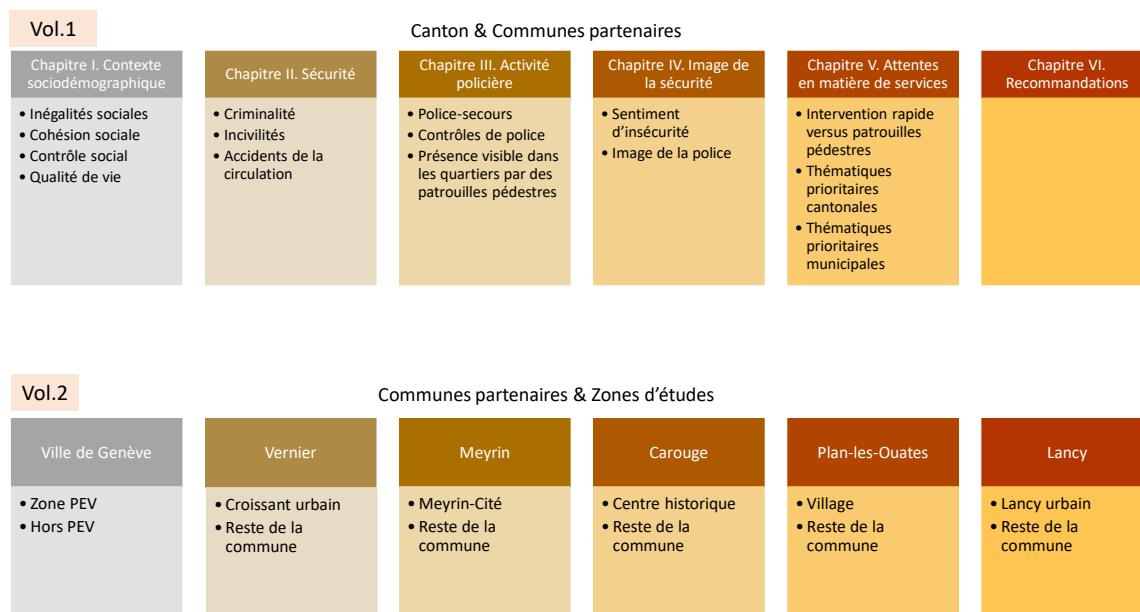 Vol.1
Canton & Communes partenaires
Chapitre I. Contexte
sociodémographique
• Inégalités sociales
• Cohésion sociale
• Contrôle social
• Qualité de vie
Chapitre II. Sécurité
• Criminalité
• Incivilités
• Accidents de la
circulation
Chapitre III. Activité
policière
• Police-secours
• Contrôles de police
• Présence visible dans
les quartiers par des
patrouilles pédestres
Chapitre IV. Image de
la sécurité
• Sentiment
d'insécurité
• Image de la police
Chapitre V. Attentes
en matière de services
• Intervention rapide
versus patrouilles
pédestres
• Thématiques
prioritaires
cantonales
• Thématiques
prioritaires
municipales
Chapitre VI.
Recommandations
Vol.2
Communes partenaires & Zones d'études
Ville de Genève
• Zone PEV
• Hors PEV
Vernier
• Croissant urbain
• Reste de la
commune
Meyrin
• Meyrin-Cité
• Reste de la
commune
Carouge
• Centre historique
• Reste de la
commune
Plan-les-Ouates
• Village
• Reste de la
commune
Lancy
• Lancy urbain
• Reste de la
commune